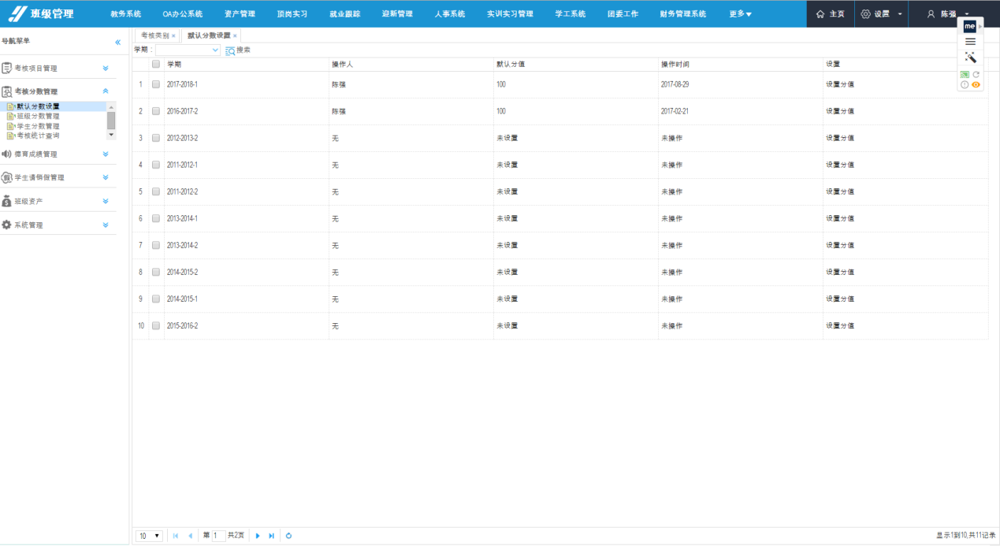 班级管理 教务系统 OA办公系统 资产管理 顶岗实习 就业跟踪 迎新管理 人事系统 实训实习管理 学工系统 团委工作 财务管理系统 更多▼ 主页 设置 陈强
me
导航菜单
考核项目管理
考核分数管理
默认分数设置
班级分数管理
学生分数管理
考核统计查询
德育成绩管理
学生请销假管理
班级资产
系统管理
考核类别 × 默认分数设置 ×
学期: 搜索
学期 操作人 默认分值 操作时间 设置
1 2017-2018-1 陈强 100 2017-08-29 设置分值
2 2016-2017-2 陈强 100 2017-02-21 设置分值
3 2012-2013-2 无 未设置 未操作 设置分值
4 2011-2012-1 无 未设置 未操作 设置分值
5 2011-2012-2 无 未设置 未操作 设置分值
6 2013-2014-1 无 未设置 未操作 设置分值
7 2013-2014-2 无 未设置 未操作 设置分值
8 2014-2015-2 无 未设置 未操作 设置分值
9 2014-2015-1 无 未设置 未操作 设置分值
10 2015-2016-2 无 未设置 未操作 设置分值
10 第 1 共2页 显示1到10,共11记录